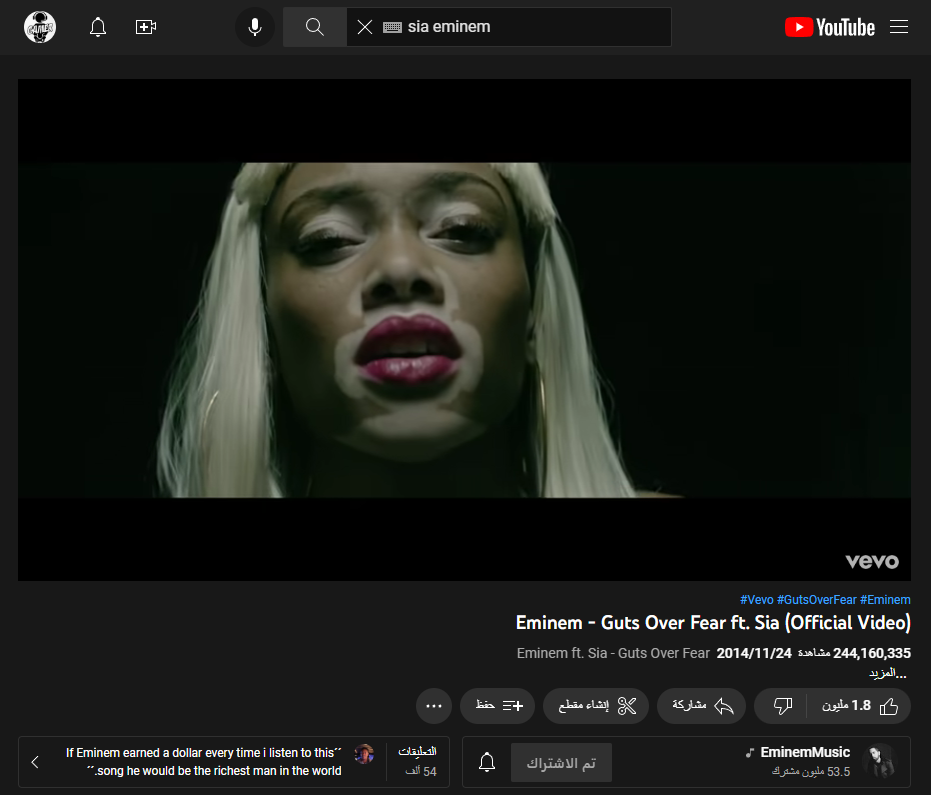 sia eminem
YouTube
vevo
#Vevo #GutsOverFear #Eminem
Eminem - Guts Over Fear ft. Sia (Official Video)
244,160,335 مشاهدة 2014/11/24 Eminem ft. Sia - Guts Over Fear
...المزيد
1.8 مليون
مشاركة
إنشاء مقطع
حفظ
EminemMusic
53.5 مليون مشترك
تم الاشتراك
التعليقات
54 ألف
If Eminem earned a dollar every time i listen to this´´
´´.song he would be the richest man in the world